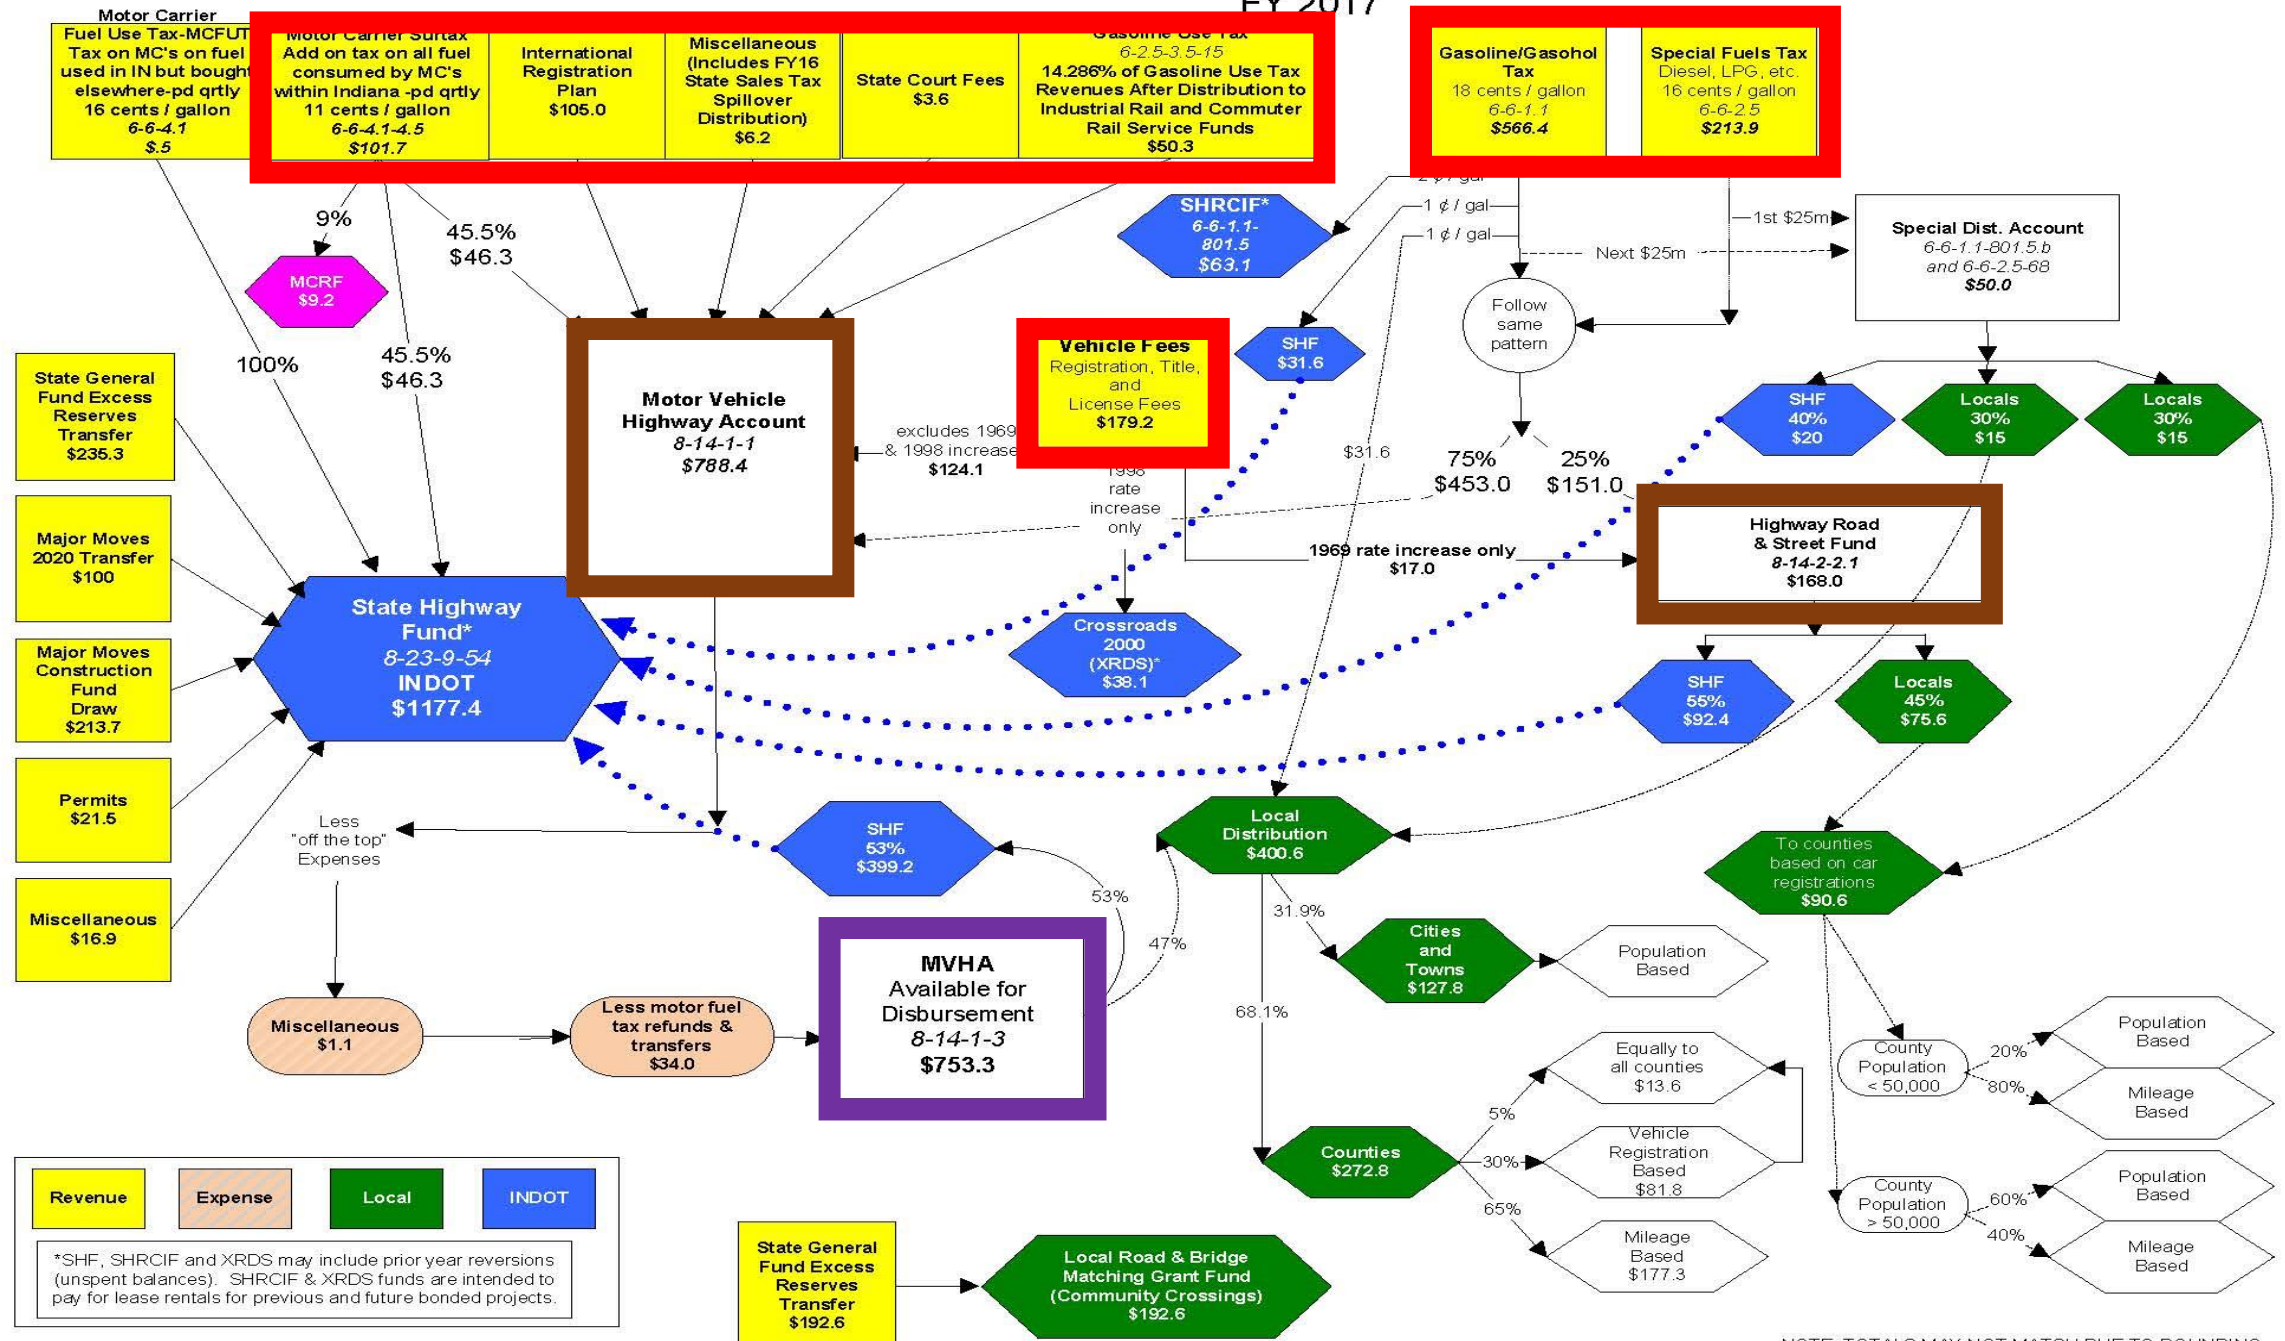 FY 2017
Motor Carrier
Fuel Use Tax-MCFUT
Tax on MC's on fuel
used in IN but bought
elsewhere-pd qrtly
16 cents / gallon
6-6-4.1
$.5
Motor Carrier Surtax
Add on tax on all fuel
consumed by MC's
within Indiana -pd qrtly
11 cents / gallon
6-6-4.1-4.5
$101.7
International
Registration
Plan
$105.0
Miscellaneous
(Includes FY16
State Sales Tax
Spillover
Distribution)
$6.2
State Court Fees
$3.6
Gasoline Use Tax
6-2.5-3.5-15
14.286% of Gasoline Use Tax
Revenues After Distribution to
Industrial Rail and Commuter
Rail Service Funds
$50.3
Gasoline/Gasohol
Tax
18 cents / gallon
6-6-1.1
$566.4
Special Fuels Tax
Diesel, LPG, etc.
16 cents / gallon
6-6-2.5
$213.9
9%
45.5%
$46.3
MCRF
$9.2
100%
45.5%
$46.3
SHRCIF*
6-6-1.1-
801.5
$63.1
2 ¢ / gal
1 ¢ / gal
1 ¢ / gal
1st $25m
Next $25m
Special Dist. Account
6-6-1.1-801.5.b
and 6-6-2.5-68
$50.0
Follow
same
pattern
SHF
$31.6
$31.6
SHF
40%
$20
Locals
30%
$15
Locals
30%
$15
75%
$453.0
25%
$151.0
State General
Fund Excess
Reserves
Transfer
$235.3
Major Moves
2020 Transfer
$100
Major Moves
Construction
Fund
Draw
$213.7
Permits
$21.5
Miscellaneous
$16.9
Motor Vehicle
Highway Account
8-14-1-1
$788.4
Vehicle Fees
Registration, Title,
and
License Fees
$179.2
excludes 1969
& 1998 increase
$124.1
1998
rate
increase
only
1969 rate increase only
$17.0
Highway Road
& Street Fund
8-14-2-2.1
$168.0
State Highway
Fund*
8-23-9-54
INDOT
$1177.4
Crossroads
2000
(XRDS)*
$38.1
SHF
55%
$92.4
Locals
45%
$75.6
Less
"off the top"
Expenses
SHF
53%
$399.2
53%
47%
Local
Distribution
$400.6
To counties
based on car
registrations
$90.6
31.9%
68.1%
Cities
and
Towns
$127.8
Population
Based
Miscellaneous
$1.1
Less motor fuel
tax refunds &
transfers
$34.0
MVHA
Available for
Disbursement
8-14-1-3
$753.3
Equally to
all counties
$13.6
5%
Counties
$272.8
30%
Vehicle
Registration
Based
$81.8
65%
Mileage
Based
$177.3
County
Population
< 50,000
20%
Population
Based
80%
Mileage
Based
County
Population
> 50,000
60%
Population
Based
40%
Mileage
Based
Revenue
Expense
Local
INDOT
*SHF, SHRCIF and XRDS may include prior year reversions
(unspent balances). SHRCIF & XRDS funds are intended to
pay for lease rentals for previous and future bonded projects.
State General
Fund Excess
Reserves
Transfer
$192.6
Local Road & Bridge
Matching Grant Fund
(Community Crossings)
$192.6
NOTE: TOTALS MAY NOT MATCH DUE TO ROUNDING